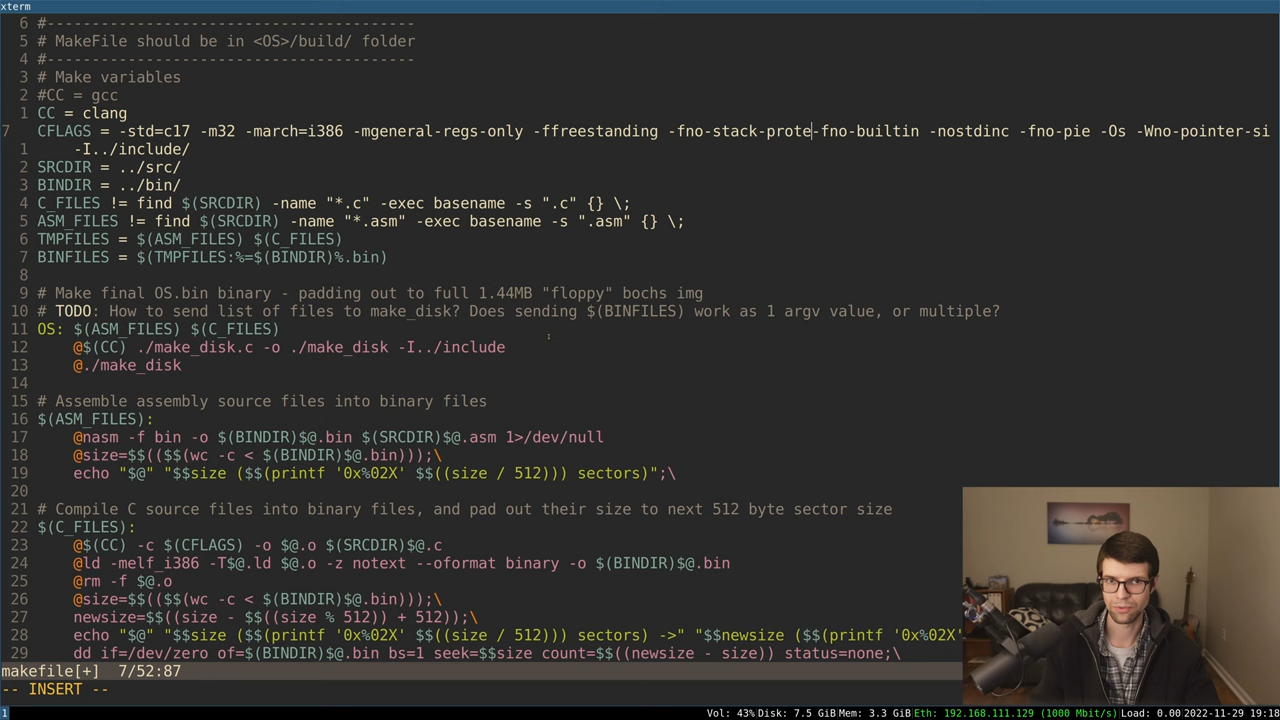 xterm
6 #-----------------------------------------
5 # MakeFile should be in <OS>/build/ folder
4 #-----------------------------------------
3 # Make variables
2 #CC = gcc
1 CC = clang
7 CFLAGS = -std=c17 -m32 -march=i386 -mgeneral-regs-only -ffreestanding -fno-stack-prote-fno-builtin -nostdinc -fno-pie -Os -Wno-pointer-si
1 -I../include/
2 SRCDIR = ../src/
3 BINDIR = ../bin/
4 C_FILES != find $(SRCDIR) -name "*.c" -exec basename -s ".c" {} \;
5 ASM_FILES != find $(SRCDIR) -name "*.asm" -exec basename -s ".asm" {} \;
6 TMPFILES = $(ASM_FILES) $(C_FILES)
7 BINFILES = $(TMPFILES:%=$(BINDIR)%.bin)
8
9 # Make final OS.bin binary - padding out to full 1.44MB "floppy" bochs img
10 # TODO: How to send list of files to make_disk? Does sending $(BINFILES) work as 1 argv value, or multiple?
11 OS: $(ASM_FILES) $(C_FILES)
12 @$(CC) ./make_disk.c -o ./make_disk -I../include
13 @./make_disk
14
15 # Assemble assembly source files into binary files
16 $(ASM_FILES):
17 @nasm -f bin -o $(BINDIR)$@.bin $(SRCDIR)$@.asm 1>/dev/null
18 @size=$$(($$(wc -c < $(BINDIR)$@.bin)));\
19 echo "$@" "$$size ($$(printf '0x%02X' $$((size / 512))) sectors)";\
20
21 # Compile C source files into binary files, and pad out their size to next 512 byte sector size
22 $(C_FILES):
23 @$(CC) -c $(CFLAGS) -o $@.o $(SRCDIR)$@.c
24 @ld -melf_i386 -T$@.ld $@.o -z notext --oformat binary -o $(BINDIR)$@.bin
25 @rm -f $@.o
26 @size=$$(($$(wc -c < $(BINDIR)$@.bin)));\
27 newsize=$$((size - $$((size % 512)) + 512));\
28 echo "$@" "$$size ($$(printf '0x%02X' $$((size / 512))) sectors) ->" "$$newsize ($$(printf '0x%02X'
29 dd if=/dev/zero of=$(BINDIR)$@.bin bs=1 seek=$$size count=$$((newsize - size)) status=none;\
makefile[+] 7/52:87
-- INSERT --
1 Vol: 43% Disk: 7.5 GiB Mem: 3.3 GiB Eth: 192.168.111.129 (1000 Mbit/s) Load: 0.00 2022-11-29 19:18